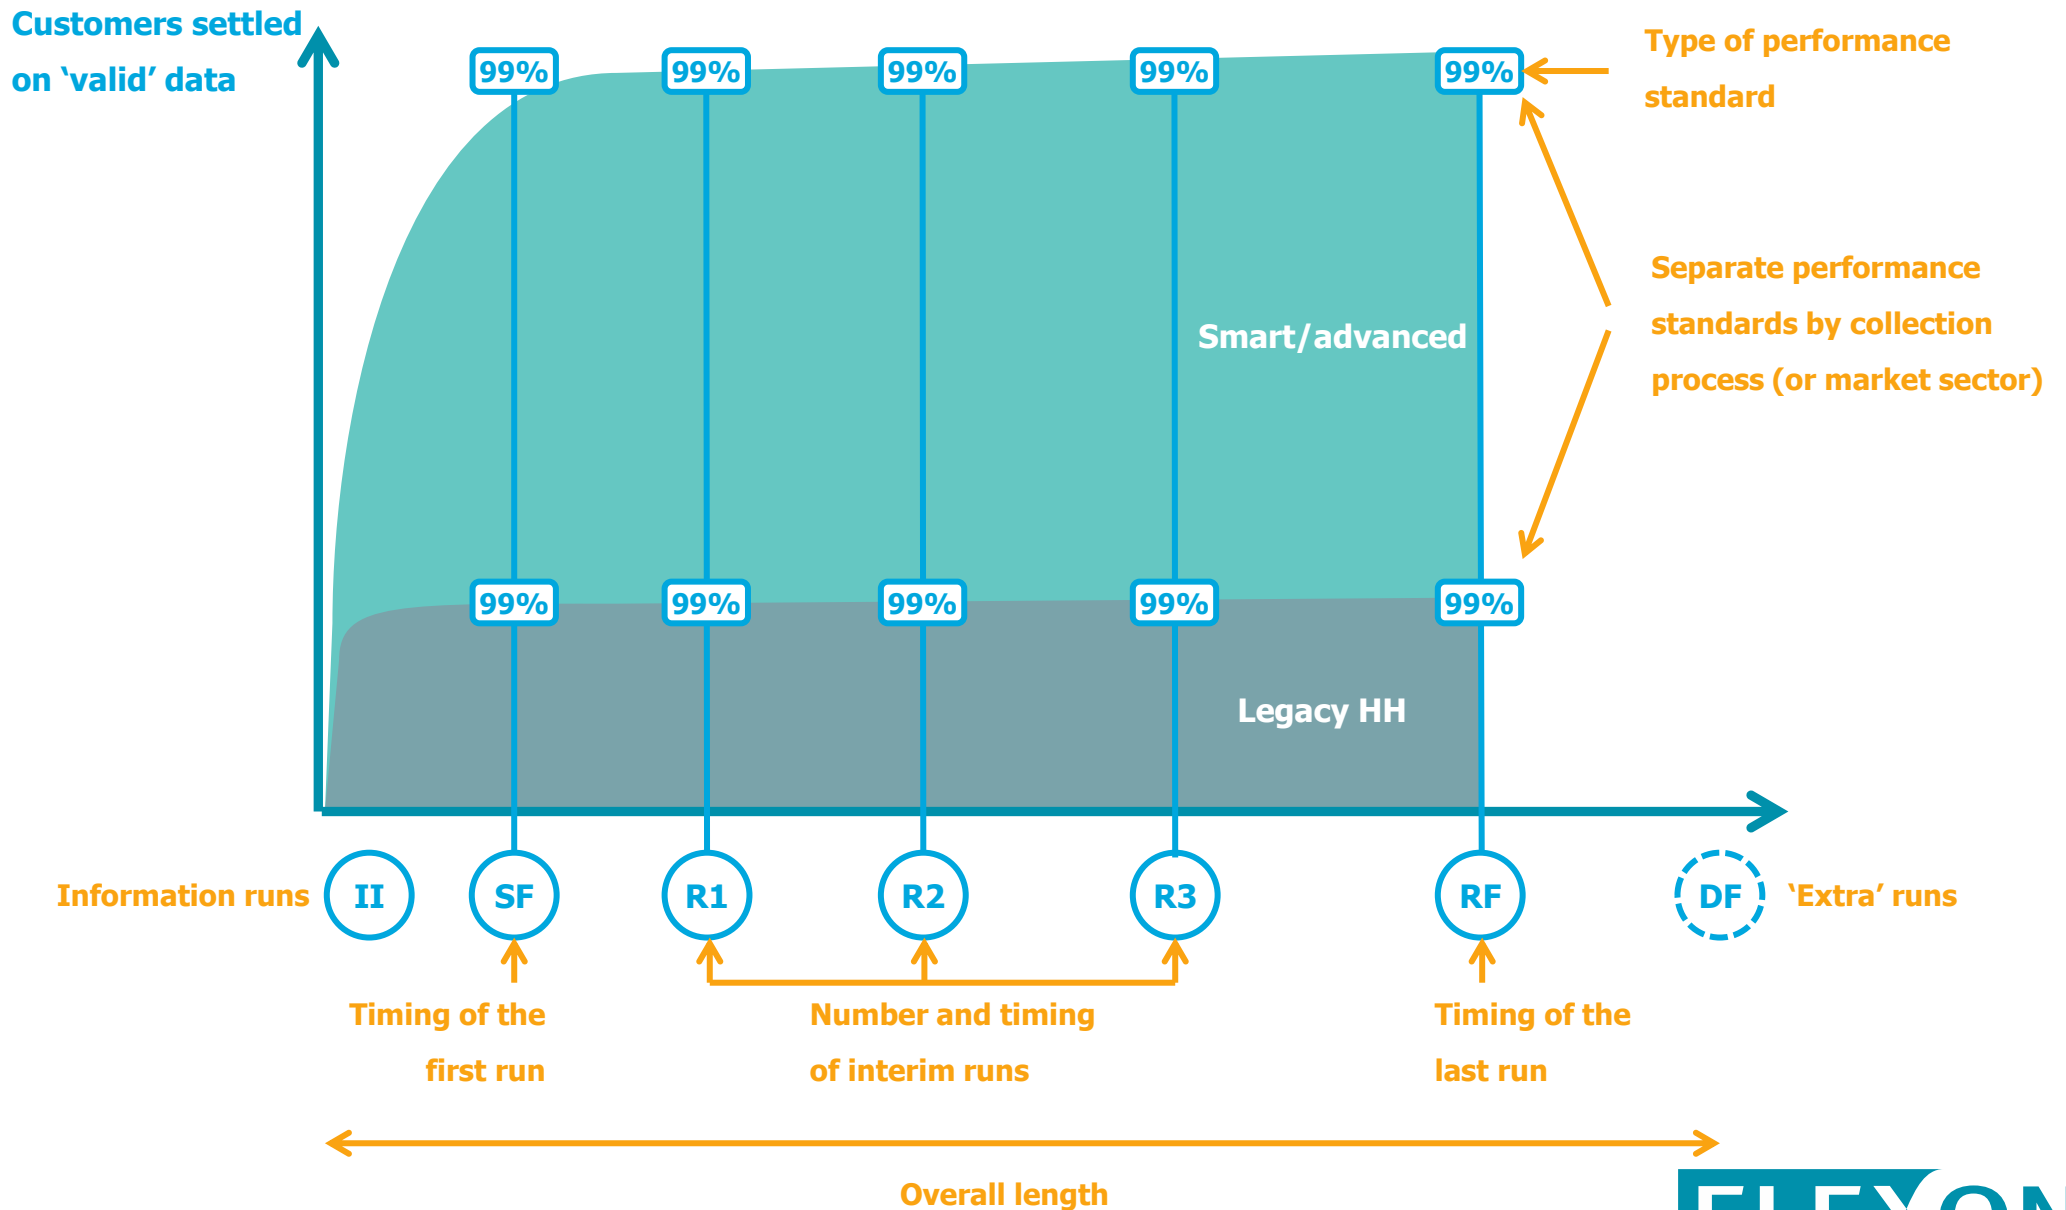 Customers settled
on ‘valid’ data
99% 99% 99% 99% 99%
Type of performance
standard
Separate performance
standards by collection
process (or market sector)
Smart/advanced
99% 99% 99% 99% 99%
Legacy HH
Information runs II SF R1 R2 R3 RF DF ‘Extra’ runs
Timing of the
first run
Number and timing
of interim runs
Timing of the
last run
Overall length